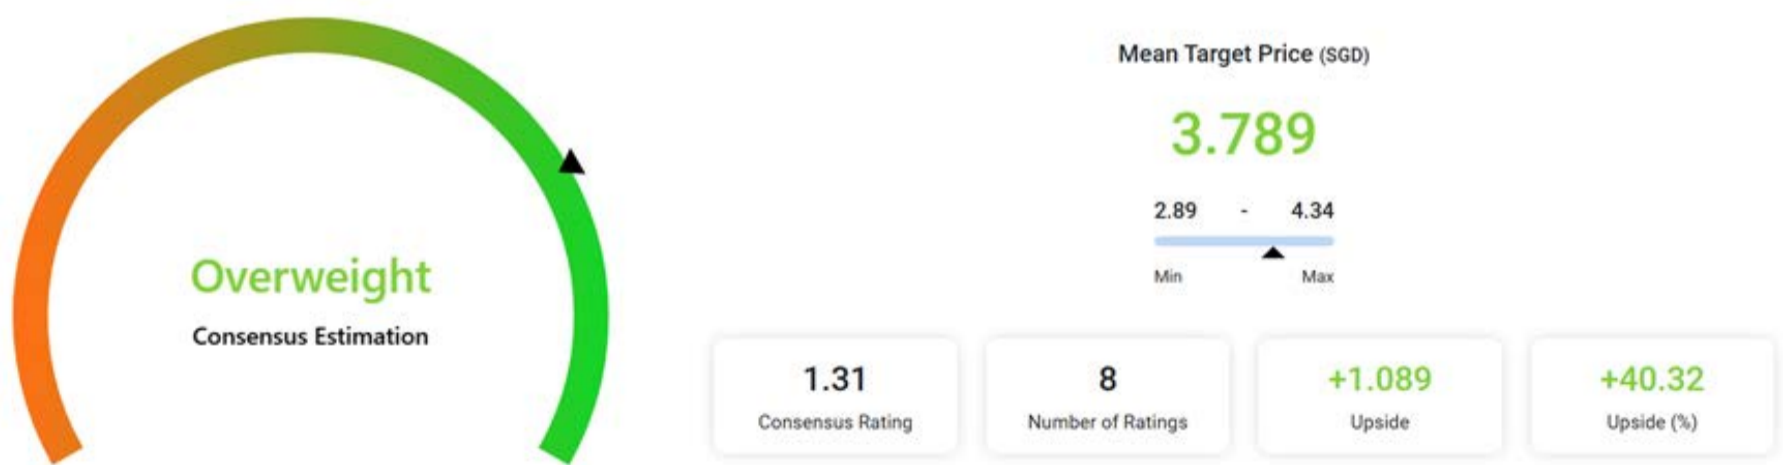 Overweight
Consensus Estimation
Mean Target Price (SGD)
3.789
2.89 - 4.34
Min Max
1.31
Consensus Rating
8
Number of Ratings
+1.089
Upside
+40.32
Upside (%)